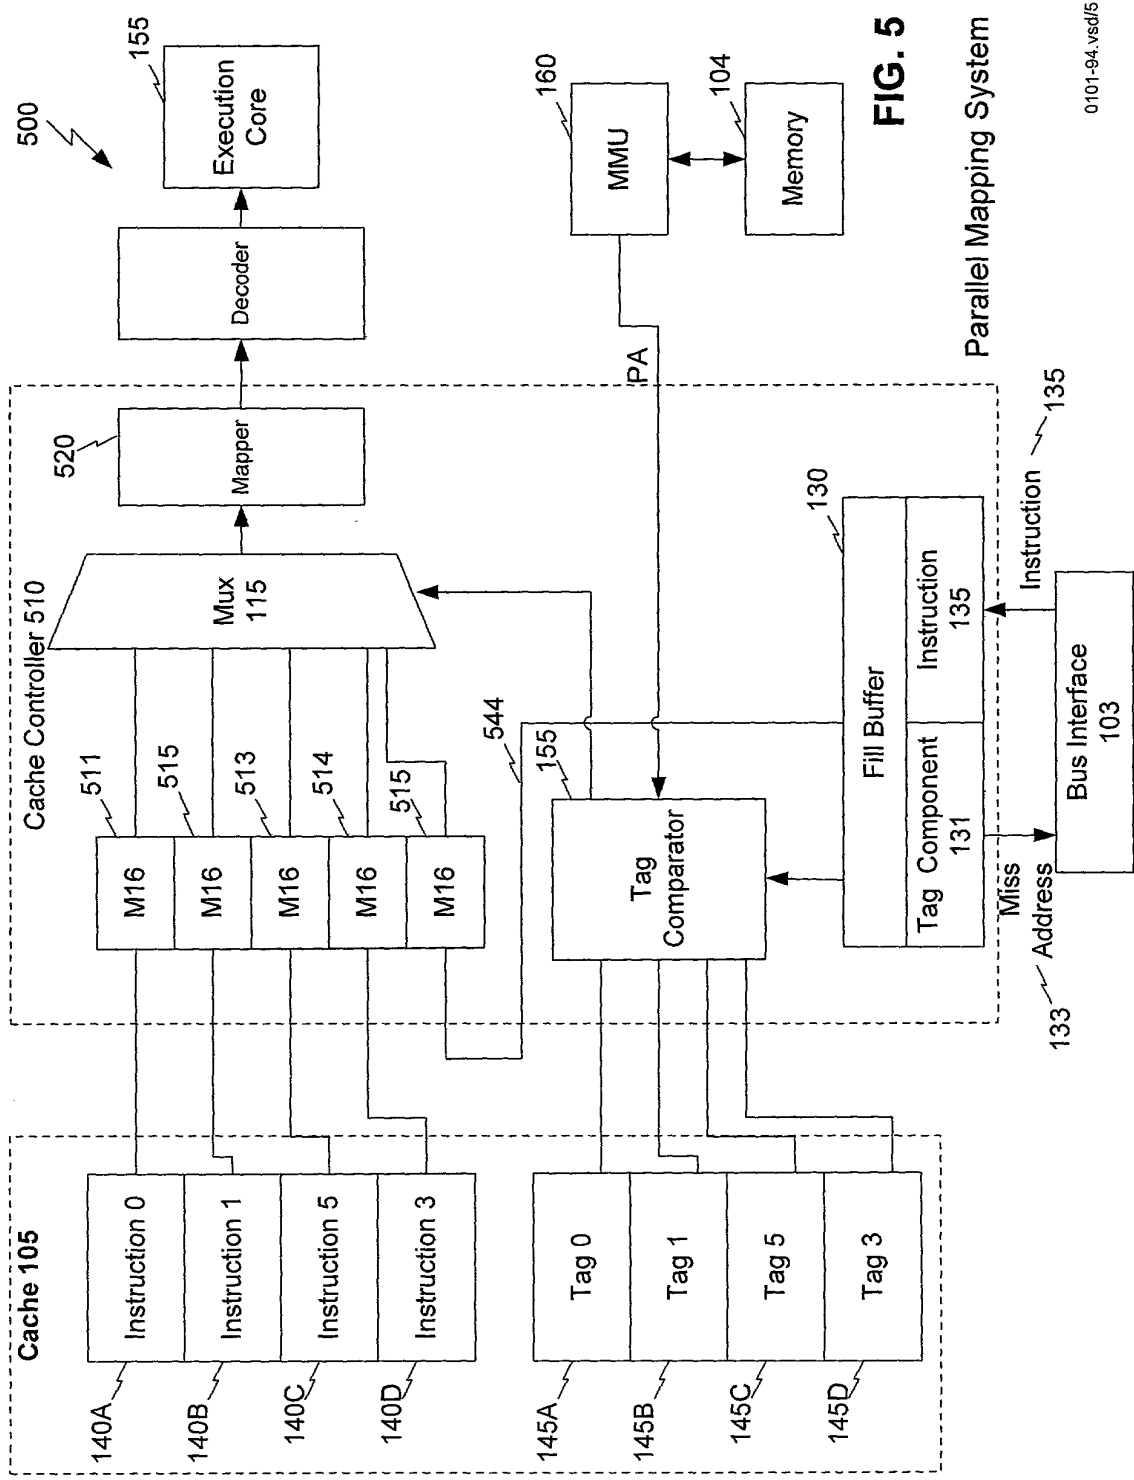 500
155
Execution
Core
Decoder
520
Mapper
Cache Controller 510
Mux
115
511
515
513
514
515
M16
M16
M16
M16
M16
544
Cache 105
Instruction 0
Instruction 1
Instruction 5
Instruction 3
140A
140B
140C
140D
160
MMU
104
Memory
PA
155
Tag
Comparator
Tag 0
Tag 1
Tag 5
Tag 3
145A
145B
145C
145D
130
Fill Buffer
Tag Component
131
Instruction
135
Miss
Address
133
Instruction
135
Bus Interface
103
FIG. 5
Parallel Mapping System
0101-94.vsd/5